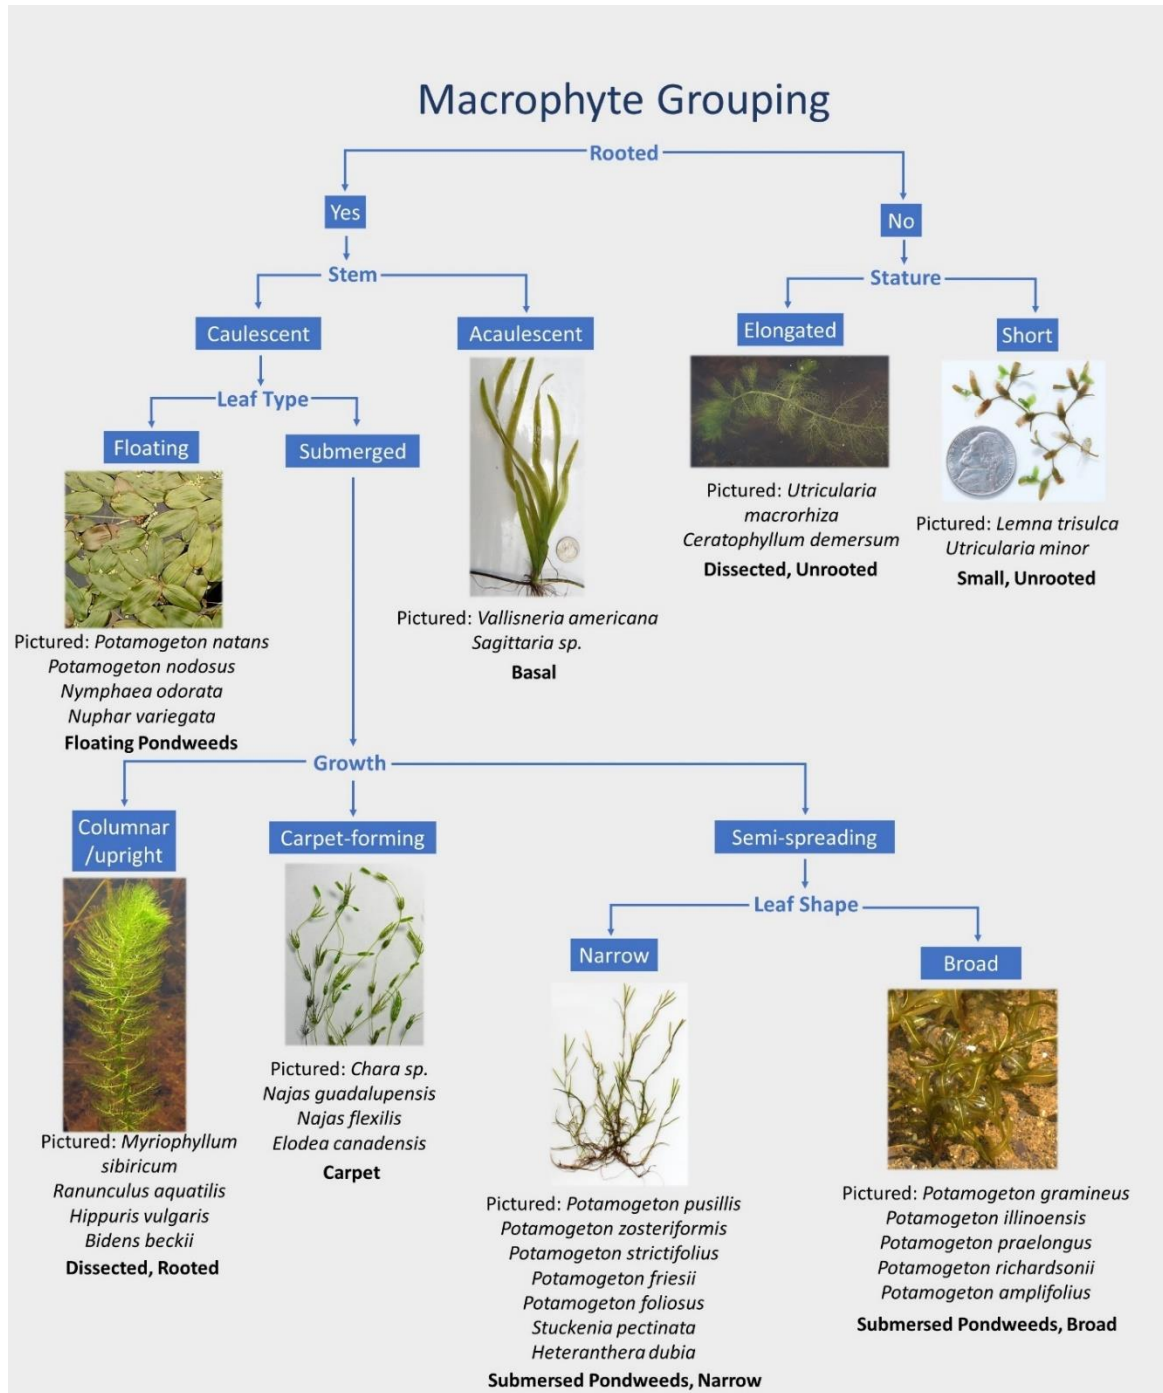 Macrophyte Grouping
Rooted
Yes
No
Stem
Stature
Caulescent
Acaulescent
Elongated
Short
Leaf Type
Floating
Submerged
Pictured: Utricularia
macrorhiza
Ceratophyllum demersum
Dissected, Unrooted
Pictured: Lemna trisulca
Utricularia minor
Small, Unrooted
Pictured: Vallisneria americana
Sagittaria sp.
Basal
Pictured: Potamogeton natans
Potamogeton nodosus
Nymphaea odorata
Nuphar variegata
Floating Pondweeds
Growth
Columnar
/upright
Carpet-forming
Semi-spreading
Leaf Shape
Narrow
Broad
Pictured: Myriophyllum
sibiricum
Ranunculus aquatilis
Hippuris vulgaris
Bidens beckii
Dissected, Rooted
Pictured: Chara sp.
Najas guadalupensis
Najas flexilis
Elodea canadensis
Carpet
Pictured: Potamogeton pusillis
Potamogeton zosteriformis
Potamogeton strictifolius
Potamogeton friesii
Potamogeton foliosus
Stuckenia pectinata
Heteranthera dubia
Submersed Pondweeds, Narrow
Pictured: Potamogeton gramineus
Potamogeton illinoensis
Potamogeton praelongus
Potamogeton richardsonii
Potamogeton amplifolius
Submersed Pondweeds, Broad